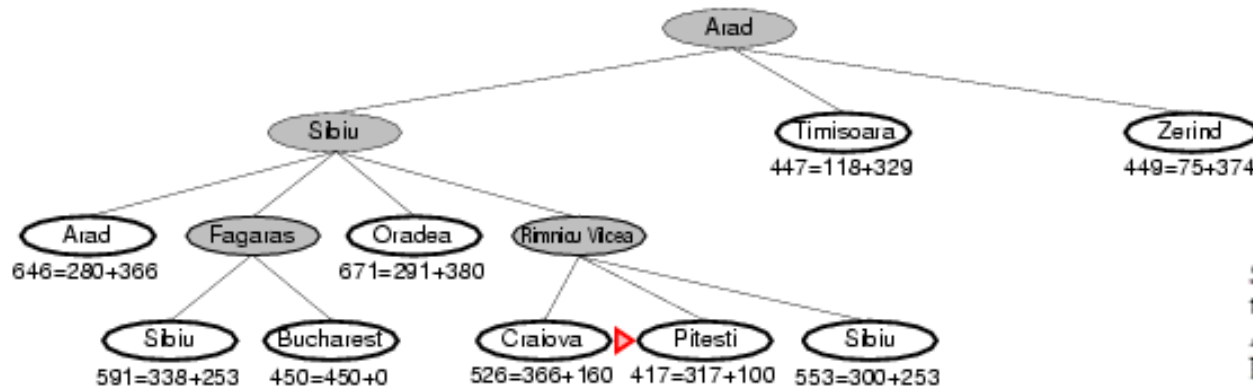 Arad
Sibiu Timisoara Zerind
447=118+329 449=75+374
Arad Fagaras Oradea Rimnicu Vilcea
646=280+366 671=291+380
Sibiu Bucharest Craiova Pitesti Sibiu
591=338+253 450=450+0 526=366+160 417=317+100 553=300+253